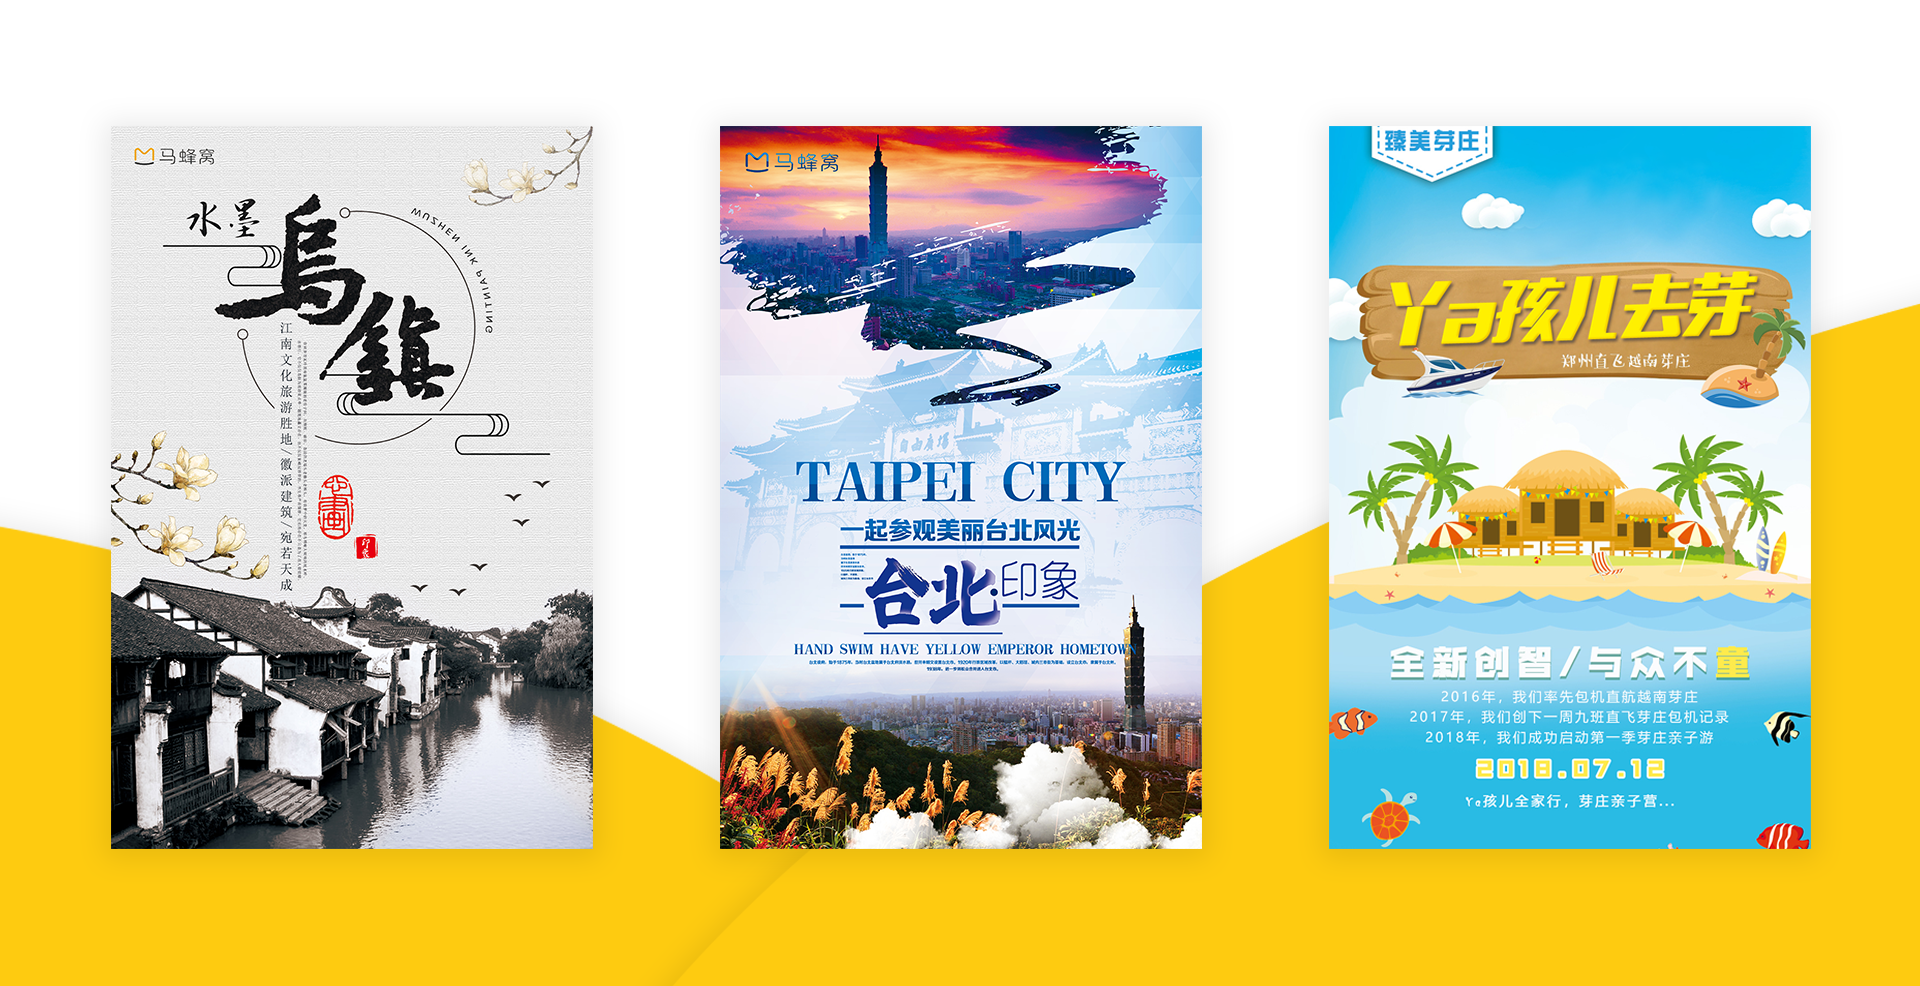 马蜂窝
水墨
乌镇
WUZHEN INK PAINTING
江南文化旅游胜地/徽派建筑/宛若天成
印象
马蜂窝
TAIPEI CITY
一起参观美丽台北风光
台北印象
HAND SWIM HAVE YELLOW EMPEROR HOMETOWN
臻美芽庄
Ya孩儿去芽
郑州直飞越南芽庄
全新创智/与众不童
2016年，我们率先包机直航越南芽庄
2017年，我们创下一周九班直飞芽庄包机记录
2018年，我们成功启动第一季芽庄亲子游
2018.07.12
Ya孩儿全家行，芽庄亲子营...